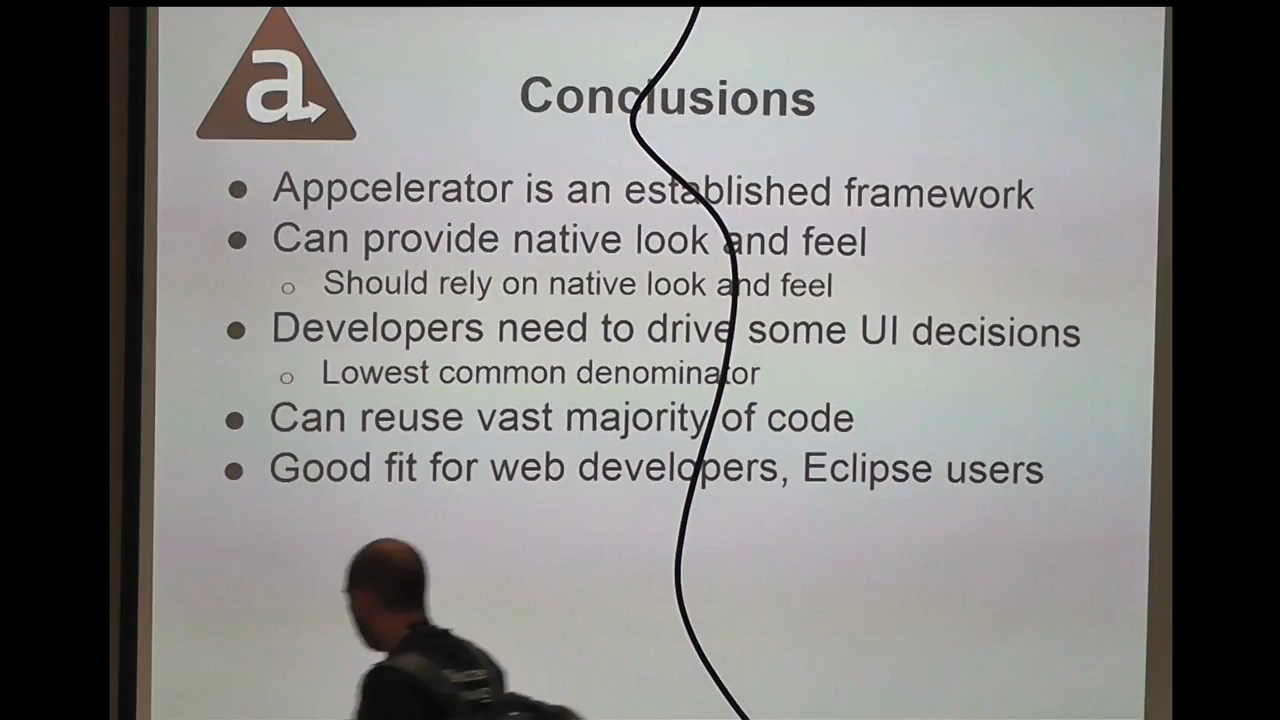 a
Conclusions
● Appcelerator is an established framework
● Can provide native look and feel
○ Should rely on native look and feel
● Developers need to drive some UI decisions
○ Lowest common denominator
● Can reuse vast majority of code
● Good fit for web developers, Eclipse users